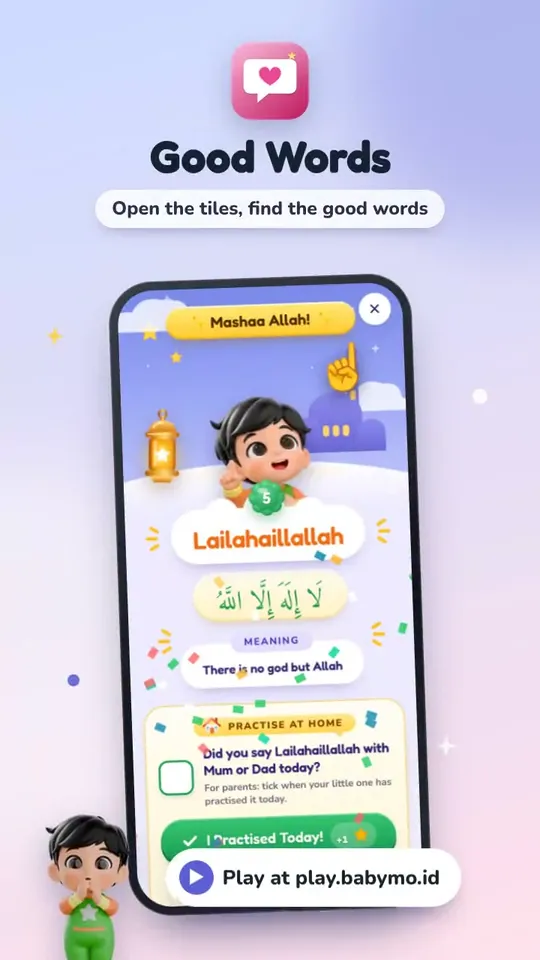 Good Words
Open the tiles, find the good words
Mashaa Allah!
5
Lailahaillallah
لَا إِلَهَ إِلَّا اللَّهُ
MEANING
There is no god but Allah
PRACTISE AT HOME
Did you say Lailahaillallah with
Mum or Dad today?
For parents: tick when your little one has
practised it today.
I Practised Today!
+1
Play at play.babymo.id